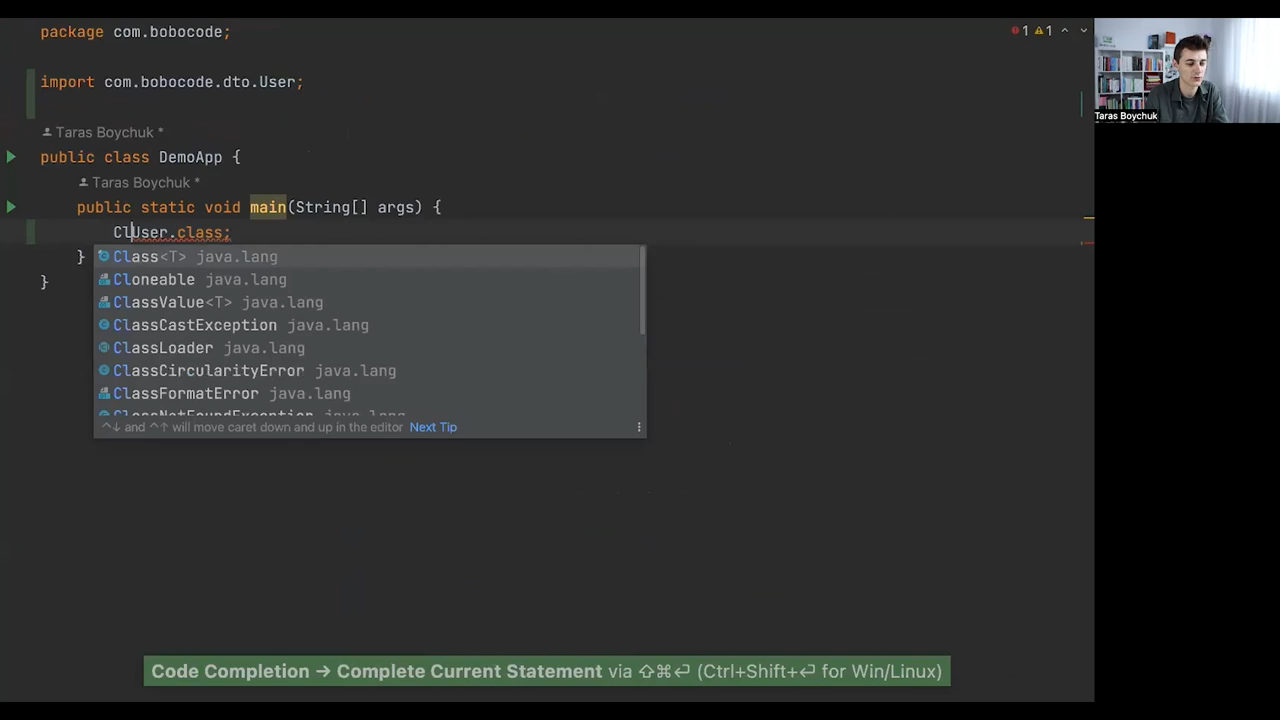 package com.bobocode;
1 1
import com.bobocode.dto.User;
Taras Boychuk *
public class DemoApp {
Taras Boychuk *
public static void main(String[] args) {
ClUser.class;
}
Class<T> java.lang
Cloneable java.lang
ClassValue<T> java.lang
ClassCastException java.lang
ClassLoader java.lang
ClassCircularityError java.lang
ClassFormatError java.lang
ClassNotFoundException java.lang
^↓ and ^↑ will move caret down and up in the editor Next Tip
}
Code Completion → Complete Current Statement via ⇧⌘⏎ (Ctrl+Shift+⏎ for Win/Linux)
Taras Boychuk